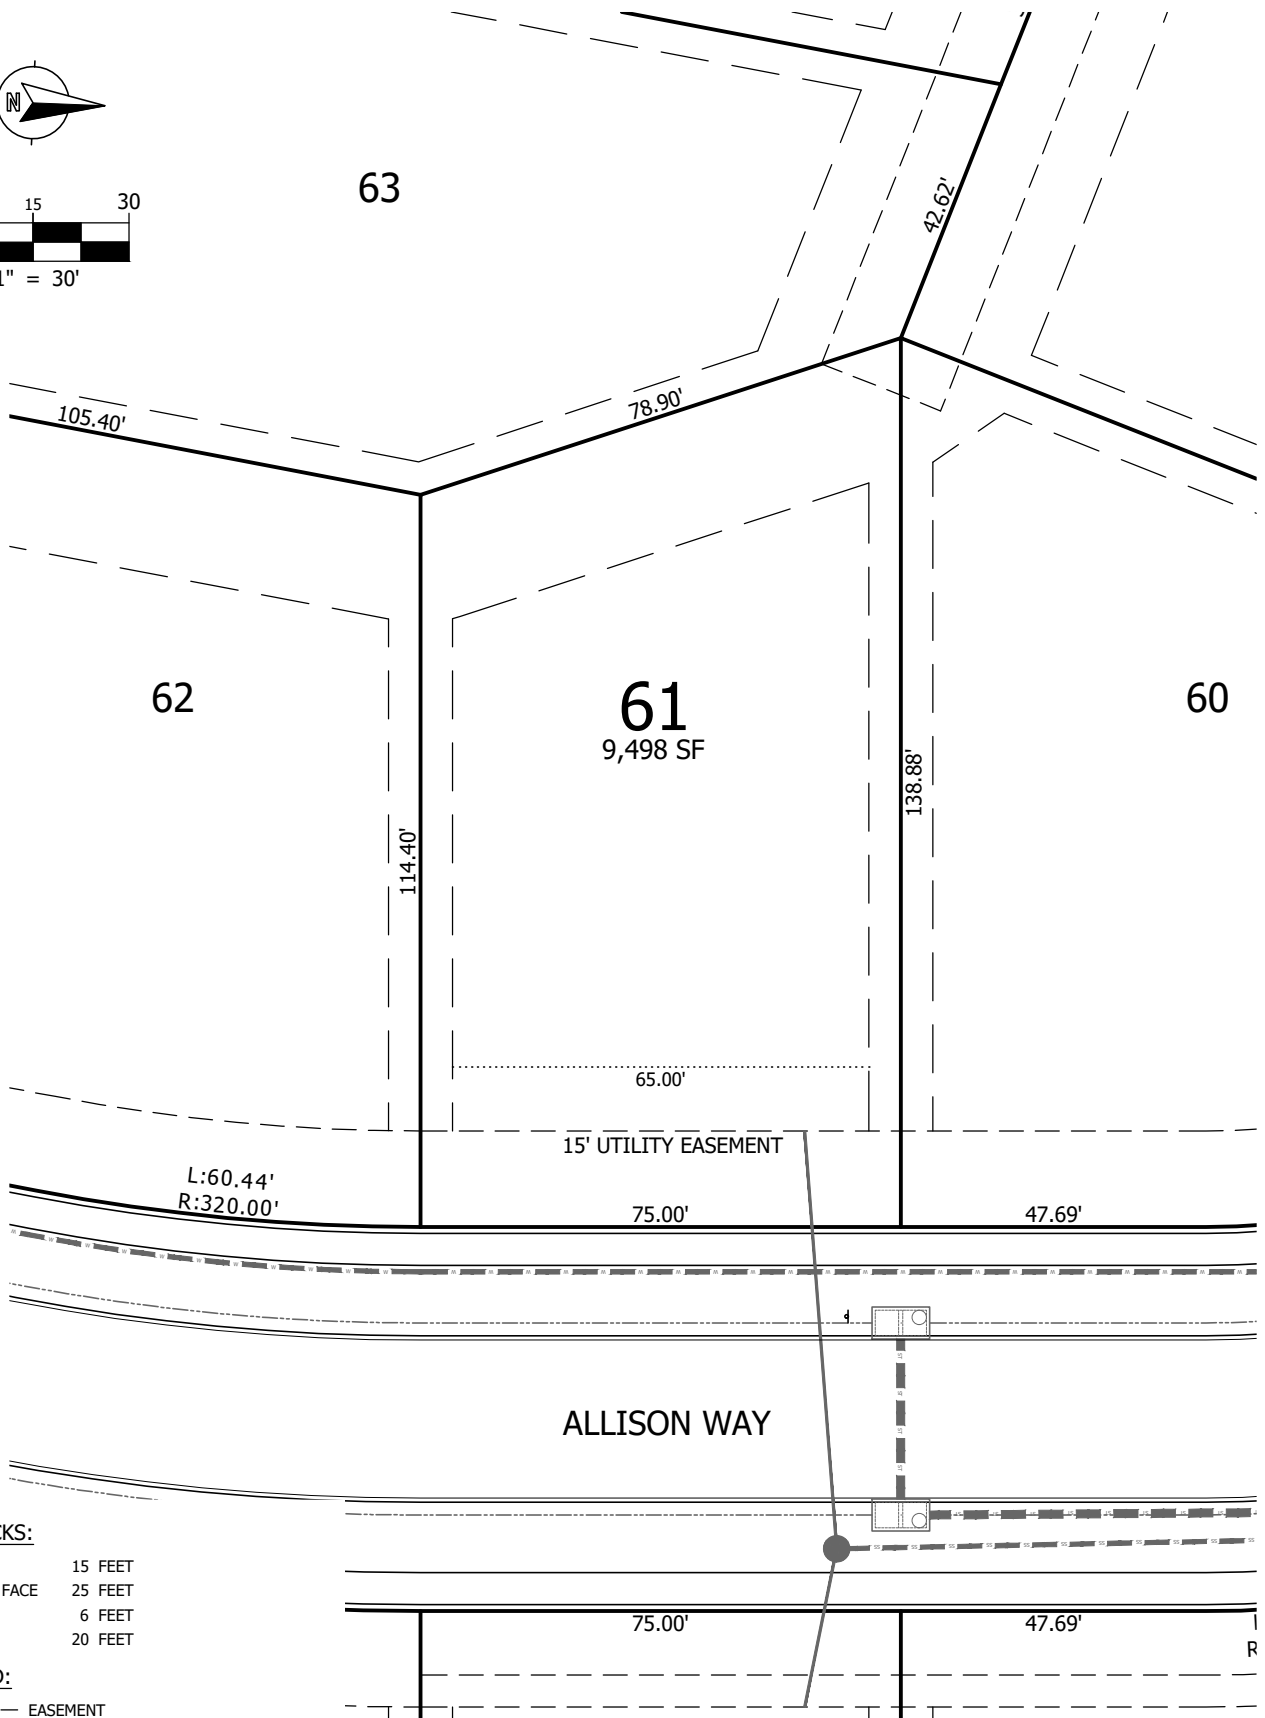 N
63
15 30
1" = 30'
42.62'
105.40'
78.90'
62
61
9,498 SF
60
138.88'
114.40'
65.00'
15' UTILITY EASEMENT
L:60.44'
R:320.00'
75.00'
47.69'
ALLISON WAY
CKS:
15 FEET
FACE 25 FEET
6 FEET
20 FEET
75.00'
47.69'
R
D:
EASEMENT